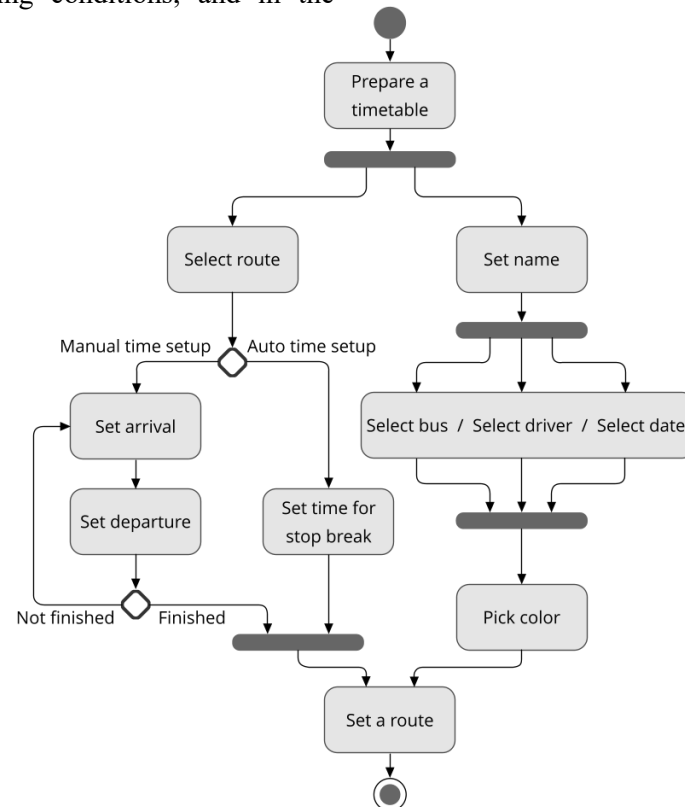 ing conditions, and in the
Prepare a
timetable
Select route
Set name
Manual time setup
Auto time setup
Set arrival
Select bus / Select driver / Select date
Set departure
Set time for
stop break
Not finished
Finished
Pick color
Set a route